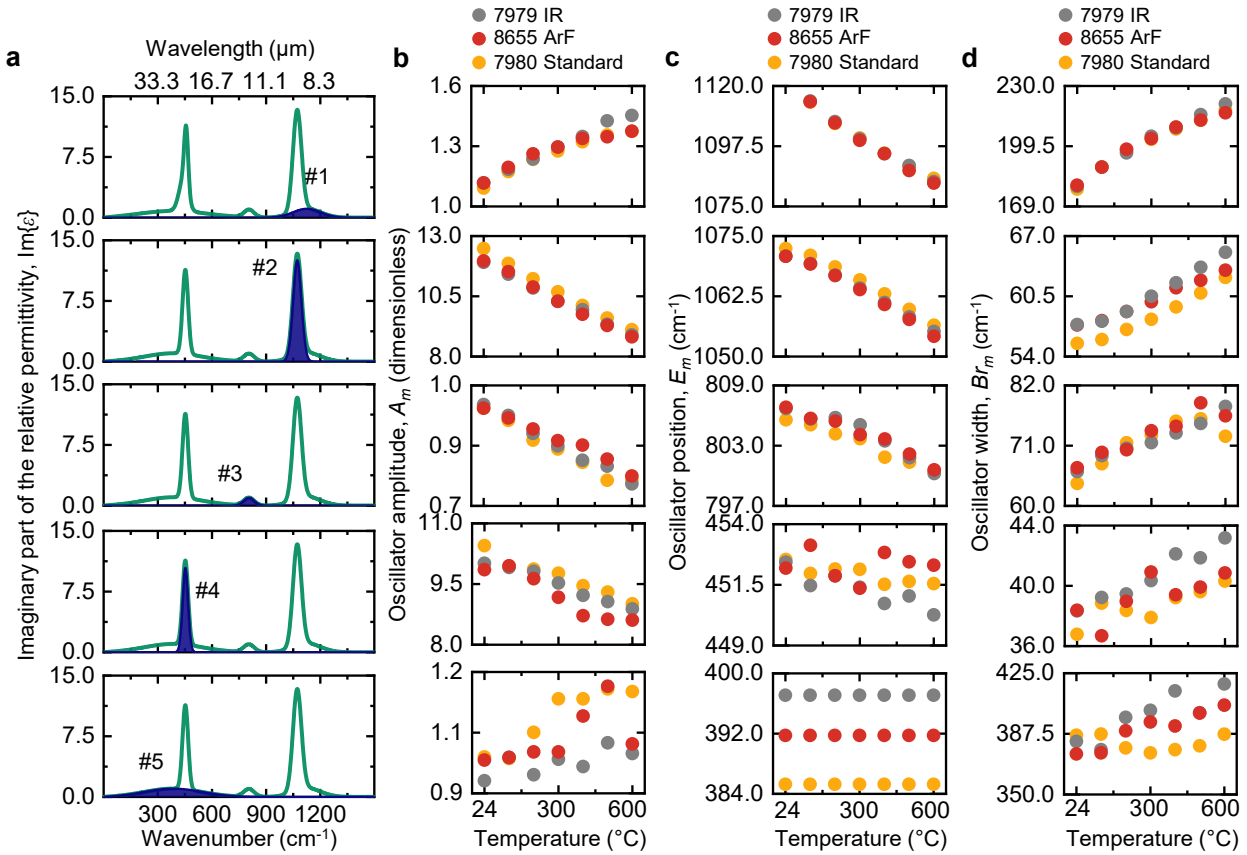 7979 IR
8655 ArF
7980 Standard
7979 IR
8655 ArF
7980 Standard
7979 IR
8655 ArF
7980 Standard
a
Wavelength (μm)
33.3 16.7 11.1 8.3
b
c
d
Imaginary part of the relative permittivity, Im{ε}
15.0
7.5
0.0
#1
15.0
7.5
0.0
#2
15.0
7.5
0.0
#3
15.0
7.5
0.0
#4
15.0
7.5
0.0
#5
300 600 900 1200
Wavenumber (cm-1)
Oscillator amplitude, Am (dimensionless)
1.6
1.3
1.0
13.0
10.5
8.0
1.0
0.9
0.7
11.0
9.5
8.0
1.2
1.1
0.9
24 300 600
Temperature (°C)
Oscillator position, Em (cm-1)
1120.0
1097.5
1075.0
1075.0
1062.5
1050.0
809.0
803.0
797.0
454.0
451.5
449.0
400.0
392.0
384.0
24 300 600
Temperature (°C)
Oscillator width, Brm (cm-1)
230.0
199.5
169.0
67.0
60.5
54.0
82.0
71.0
60.0
44.0
40.0
36.0
425.0
387.5
350.0
24 300 600
Temperature (°C)